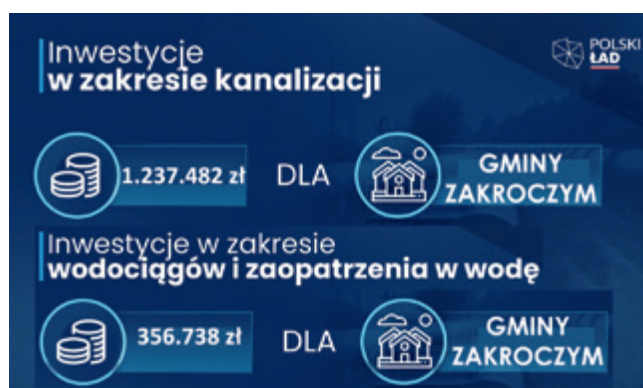 Inwestycje
w zakresie kanalizacji
POLSKI
ŁAD
1.237.482 zł
DLA
GMINY
ZAKROCZYM
Inwestycje w zakresie
wodociągów i zaopatrzenia w wodę
356.738 zł
DLA
GMINY
ZAKROCZYM